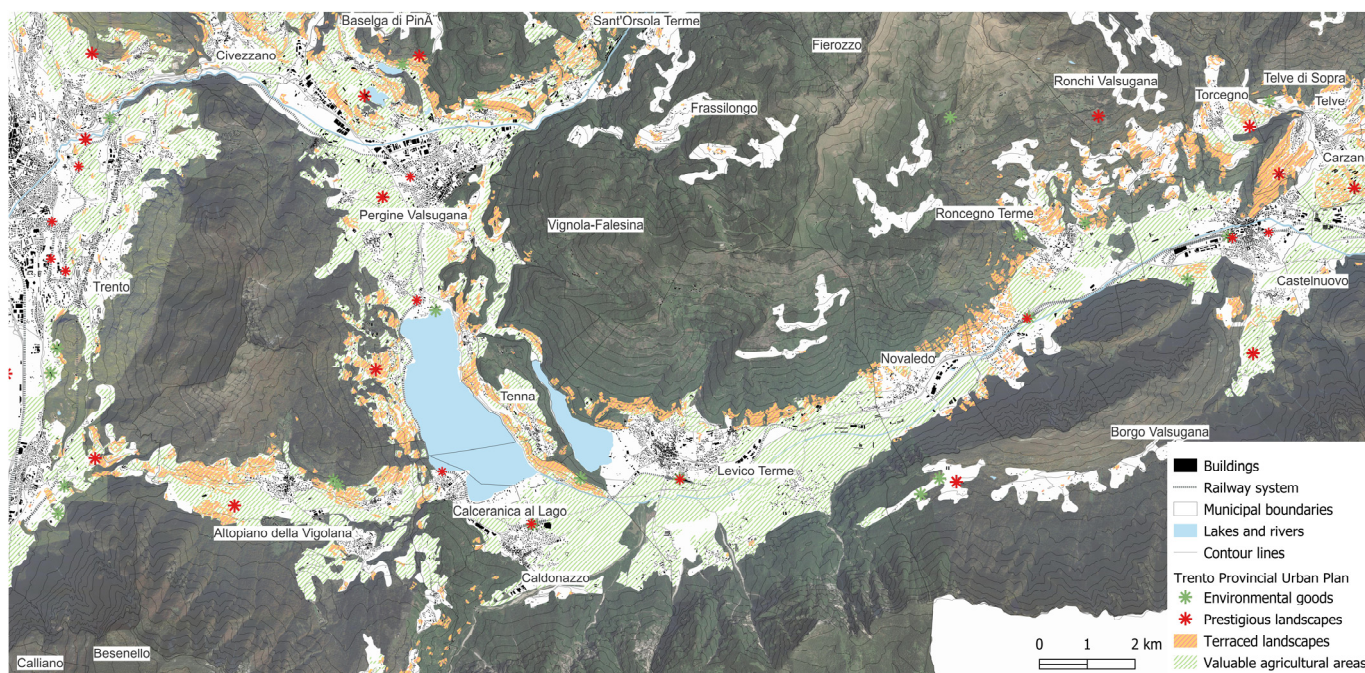 Baselga di PinÃ
Sant'Orsola Terme
Civezzano
Fierozzo
Ronchi Valsugana
Telve di Sopra
Torcegno
Telve
Frassilongo
Carzan
Pergine Valsugana
Vignola-Falesina
Roncegno Terme
Trento
Castelnuovo
Novaledo
Tenna
Borgo Valsugana
Levico Terme
Calceranica al Lago
Altopiano della Vigolana
Caldonazzo
Besenello
Calliano
0 1 2 km
Buildings
Railway system
Municipal boundaries
Lakes and rivers
Contour lines
Trento Provincial Urban Plan
Environmental goods
Prestigious landscapes
Terraced landscapes
Valuable agricultural areas